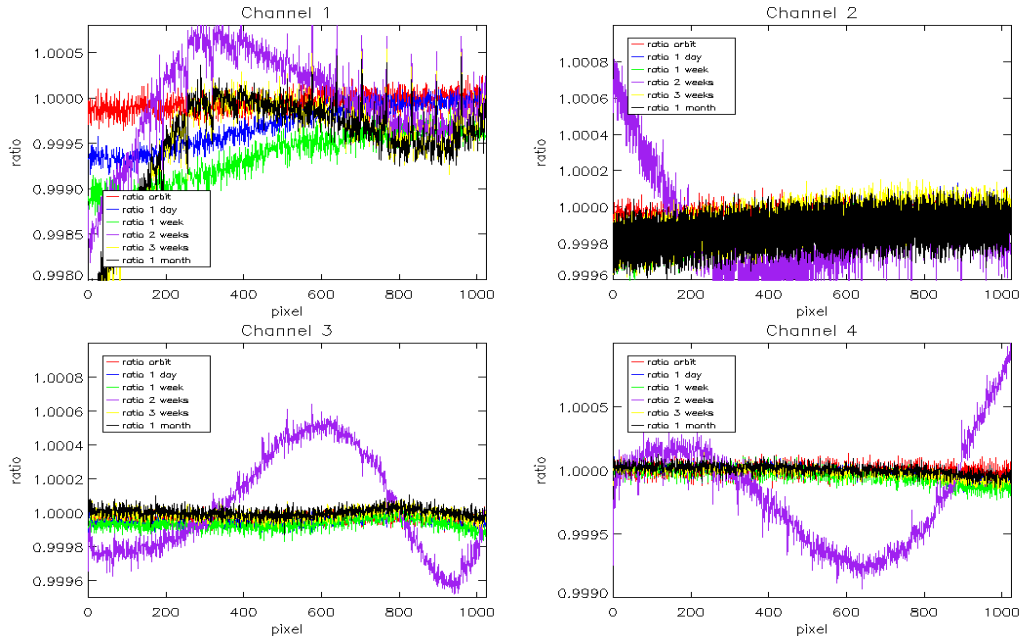 Channel 1
1.0005
1.0000
0.9995
0.9990
0.9985
0.9980
ratio
ratio orbit
ratio 1 day
ratio 1 week
ratio 2 weeks
ratio 3 weeks
ratio 1 month
0 200 400 600 800 1000
pixel
Channel 2
1.0008
1.0006
1.0004
1.0002
1.0000
0.9998
0.9996
ratio
ratio orbit
ratio 1 day
ratio 1 week
ratio 2 weeks
ratio 3 weeks
ratio 1 month
0 200 400 600 800 1000
pixel
Channel 3
1.0008
1.0006
1.0004
1.0002
1.0000
0.9998
0.9996
ratio
ratio orbit
ratio 1 day
ratio 1 week
ratio 2 weeks
ratio 3 weeks
ratio 1 month
0 200 400 600 800 1000
pixel
Channel 4
1.0005
1.0000
0.9995
0.9990
ratio
ratio orbit
ratio 1 day
ratio 1 week
ratio 2 weeks
ratio 3 weeks
ratio 1 month
0 200 400 600 800 1000
pixel